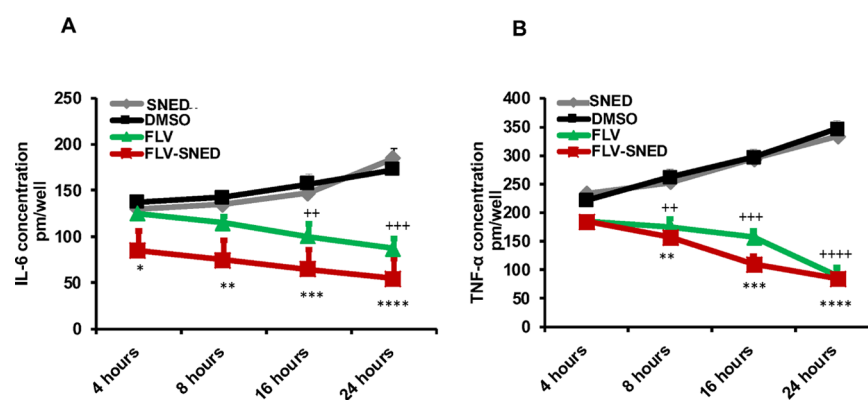 A
IL-6 concentration
pm/well
250
200
150
100
50
0
SNED
DMSO
FLV
FLV-SNED
++
+++
*
**
***
****
4 hours
8 hours
16 hours
24 hours
B
TNF-α concentration
pm/well
400
350
300
250
200
150
100
50
0
SNED
DMSO
FLV
FLV-SNED
++
+++
++++
**
***
****
4 hours
8 hours
16 hours
24 hours